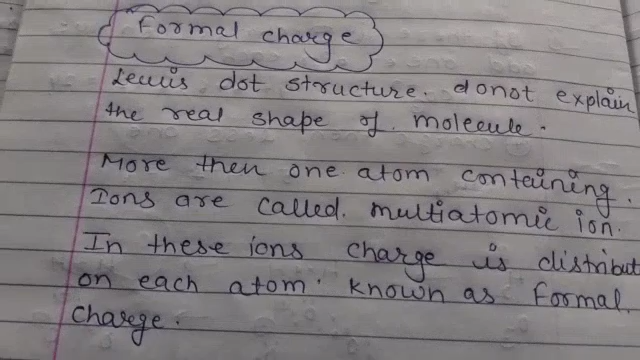 Formal charge
Lewis dot structure. donot explain
the real shape of molecule.
More then one atom conteining.
Ions are called. multiatomic ion.
In these ions charge is distribut
on each atom. known as formal.
charge.